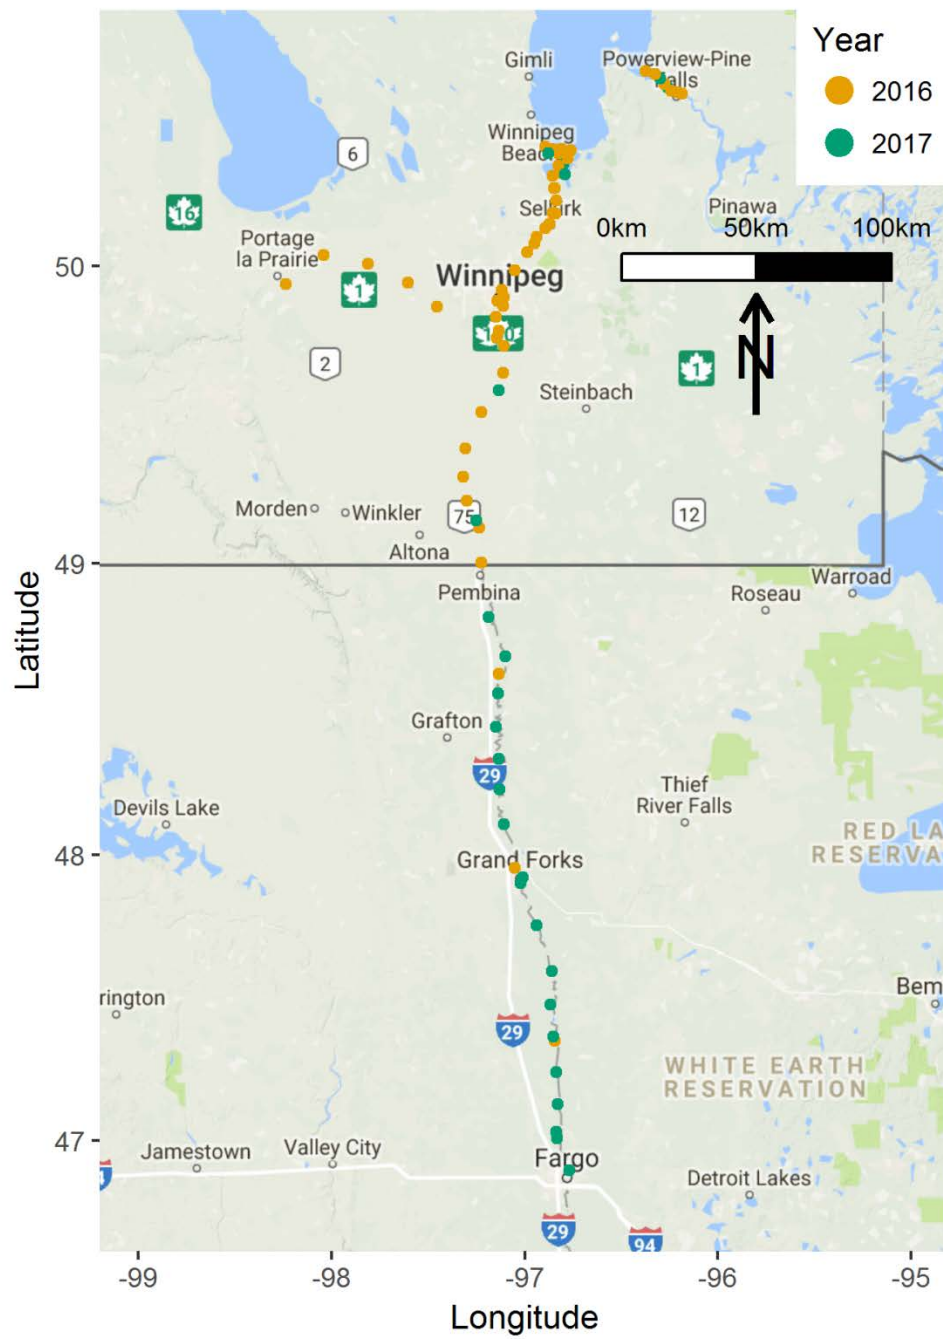 Gimli
Powerview-Pine
Falls
Year
2016
2017
Winnipeg
Beach
6
16
Selkirk
Pinawa
0km 50km 100km
Portage
la Prairie
50
Winnipeg
1
N
2
1
Steinbach
Morden
Winkler
75
12
Altona
49
Pembina
Roseau
Warroad
Grafton
29
Devils Lake
Thief
River Falls
RED LA
RESERVA
48
Grand Forks
rrington
Bem
29
WHITE EARTH
RESERVATION
47
Jamestown
Valley City
Fargo
Detroit Lakes
29
94
-99 -98 -97 -96 -95
Longitude
Latitude